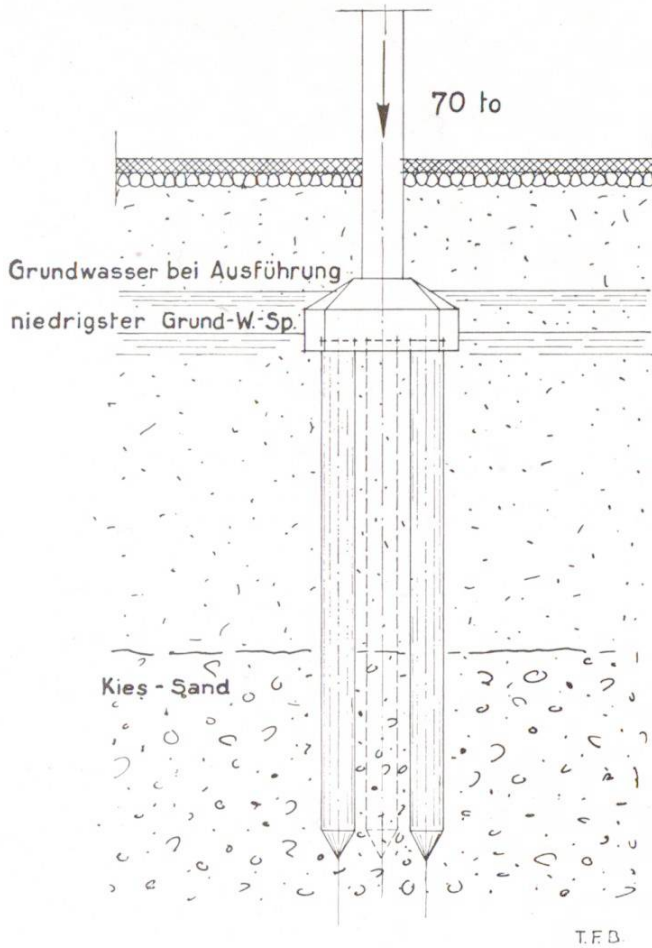 70 to
Grundwasser bei Ausführung
niedrigster Grund-W.-Sp.
Kies - Sand
T.F.B.